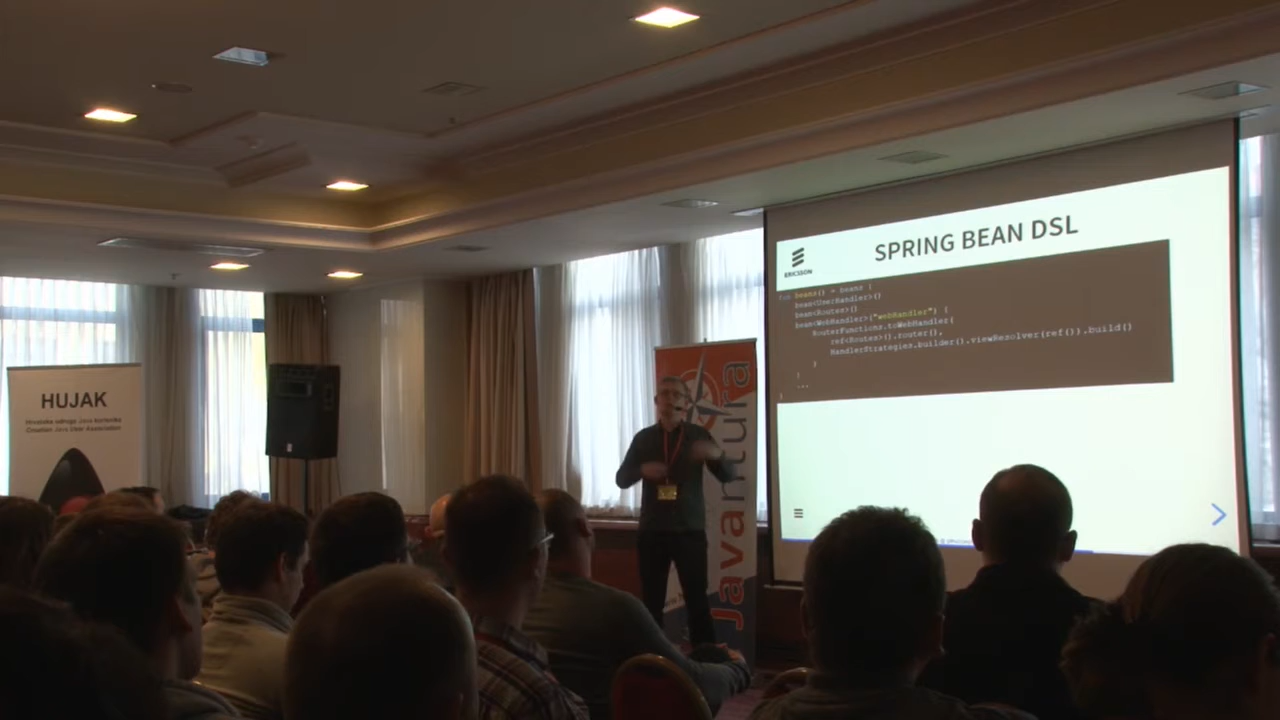 HUJAK
Hrvatska udruga Java korisnika
Croatian Java User Association
Javantura
ERICSSON
SPRING BEAN DSL
fun beans() = beans {
bean<UserHandler>()
bean<Routes>()
bean<WebHandler>("webHandler") {
RouterFunctions.toWebHandler(
ref<Routes>().router(),
HandlerStrategies.builder().viewResolver(ref()).build()
)
}
...
}